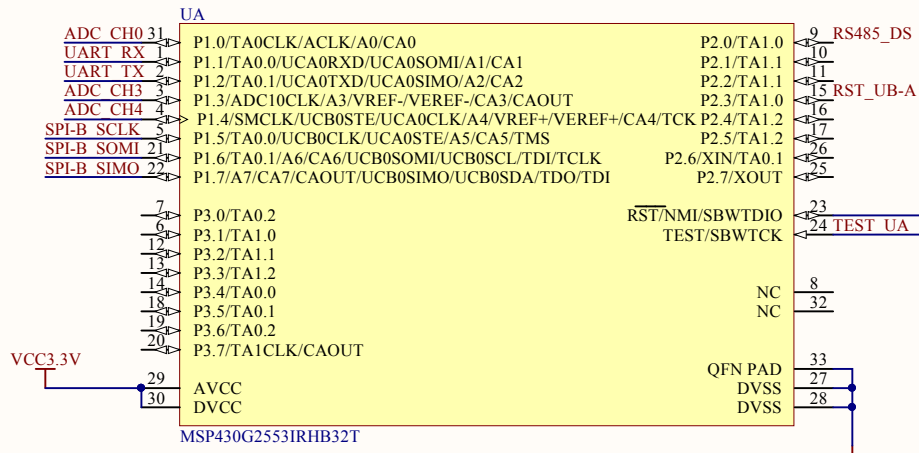 UA
ADC_CH0 31 P1.0/TA0CLK/ACLK/A0/CA0 P2.0/TA1.0 9 RS485_DS
UART_RX 1 P1.1/TA0.0/UCA0RXD/UCA0SOMI/A1/CA1 P2.1/TA1.1 10
UART_TX 2 P1.2/TA0.1/UCA0TXD/UCA0SIMO/A2/CA2 P2.2/TA1.1 11
ADC_CH3 3 P1.3/ADC10CLK/A3/VREF-/VEREF-/CA3/CAOUT P2.3/TA1.0 15 RST_UB-A
ADC_CH4 4 P1.4/SMCLK/UCB0STE/UCA0CLK/A4/VREF+/VEREF+/CA4/TCK P2.4/TA1.2 16
SPI-B_SCLK 5 P1.5/TA0.0/UCB0CLK/UCA0STE/A5/CA5/TMS P2.5/TA1.2 17
SPI-B_SOMI 21 P1.6/TA0.1/A6/CA6/UCB0SOMI/UCB0SCL/TDI/TCLK P2.6/XIN/TA0.1 26
SPI-B_SIMO 22 P1.7/A7/CA7/CAOUT/UCB0SIMO/UCB0SDA/TDO/TDI P2.7/XOUT 25
7 P3.0/TA0.2 RST/NMI/SBWTDIO 23
6 P3.1/TA1.0 TEST/SBWTCK 24 TEST_UA
12 P3.2/TA1.1
13 P3.3/TA1.2
14 P3.4/TA0.0 NC 8
18 P3.5/TA0.1 NC 32
19 P3.6/TA0.2
20 P3.7/TA1CLK/CAOUT
VCC3.3V QFN PAD 33
29 AVCC DVSS 27
30 DVCC DVSS 28
MSP430G2553IRHB32T